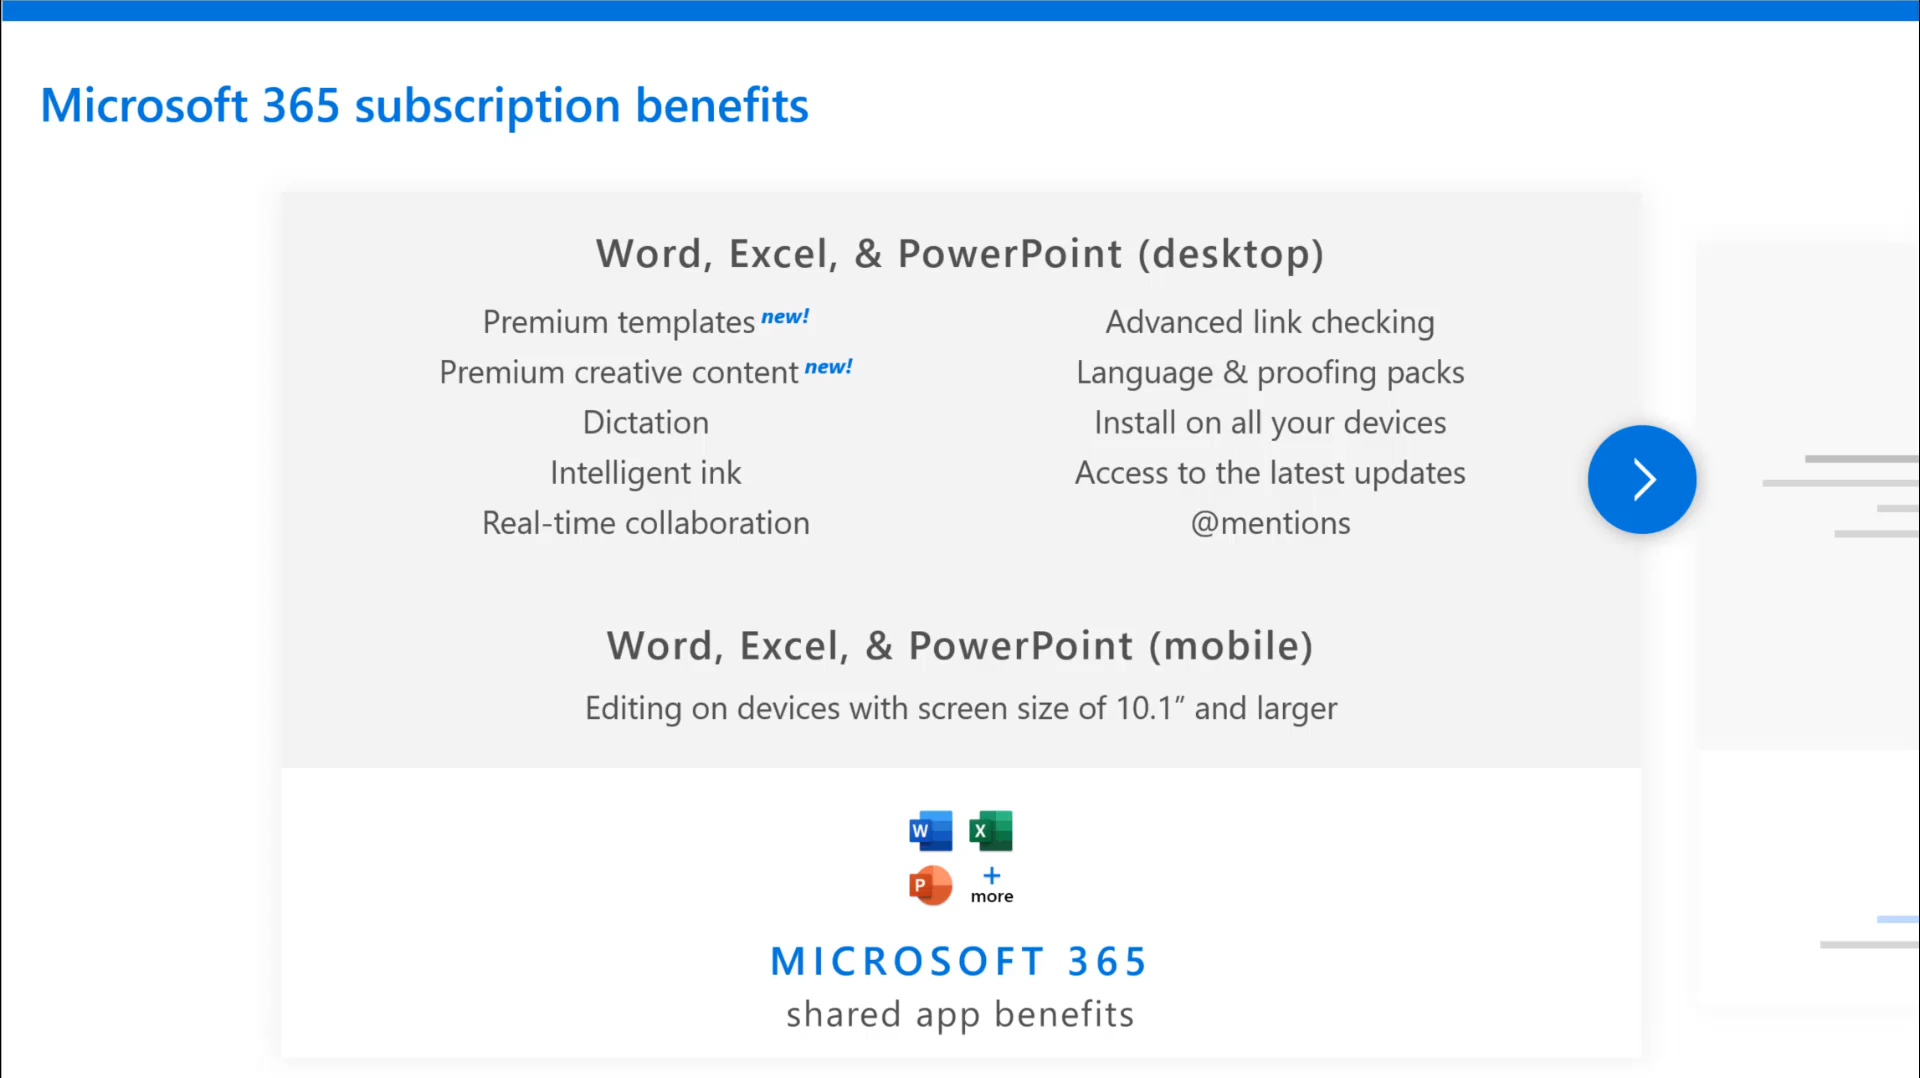 Microsoft 365 subscription benefits
Word, Excel, & PowerPoint (desktop)
Premium templates new!
Premium creative content new!
Dictation
Intelligent ink
Real-time collaboration
Advanced link checking
Language & proofing packs
Install on all your devices
Access to the latest updates
@mentions
Word, Excel, & PowerPoint (mobile)
Editing on devices with screen size of 10.1” and larger
W X
P + more
MICROSOFT 365
shared app benefits